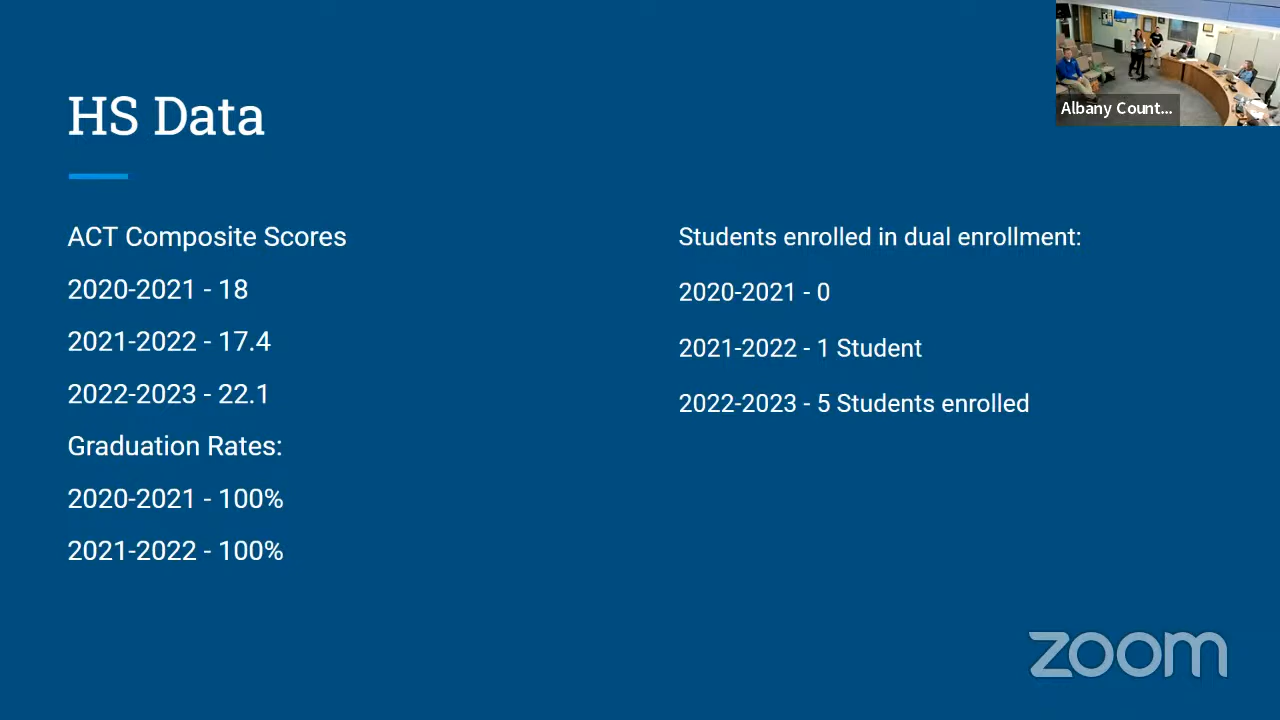 HS Data
ACT Composite Scores
2020-2021 - 18
2021-2022 - 17.4
2022-2023 - 22.1
Graduation Rates:
2020-2021 - 100%
2021-2022 - 100%
Students enrolled in dual enrollment:
2020-2021 - 0
2021-2022 - 1 Student
2022-2023 - 5 Students enrolled
Albany Count...
zoom